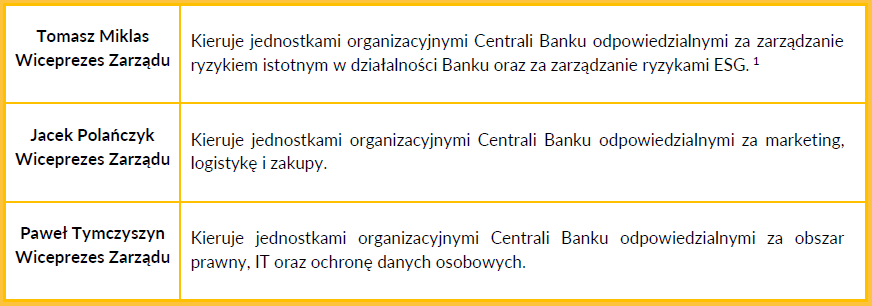 Tomasz Miklas
Wiceprezes Zarządu
Kieruje jednostkami organizacyjnymi Centrali Banku odpowiedzialnymi za zarządzanie
ryzykiem istotnym w działalności Banku oraz za zarządzanie ryzykami ESG. ¹
Jacek Polańczyk
Wiceprezes Zarządu
Kieruje jednostkami organizacyjnymi Centrali Banku odpowiedzialnymi za marketing,
logistykę i zakupy.
Paweł Tymczyszyn
Wiceprezes Zarządu
Kieruje jednostkami organizacyjnymi Centrali Banku odpowiedzialnymi za obszar
prawny, IT oraz ochronę danych osobowych.